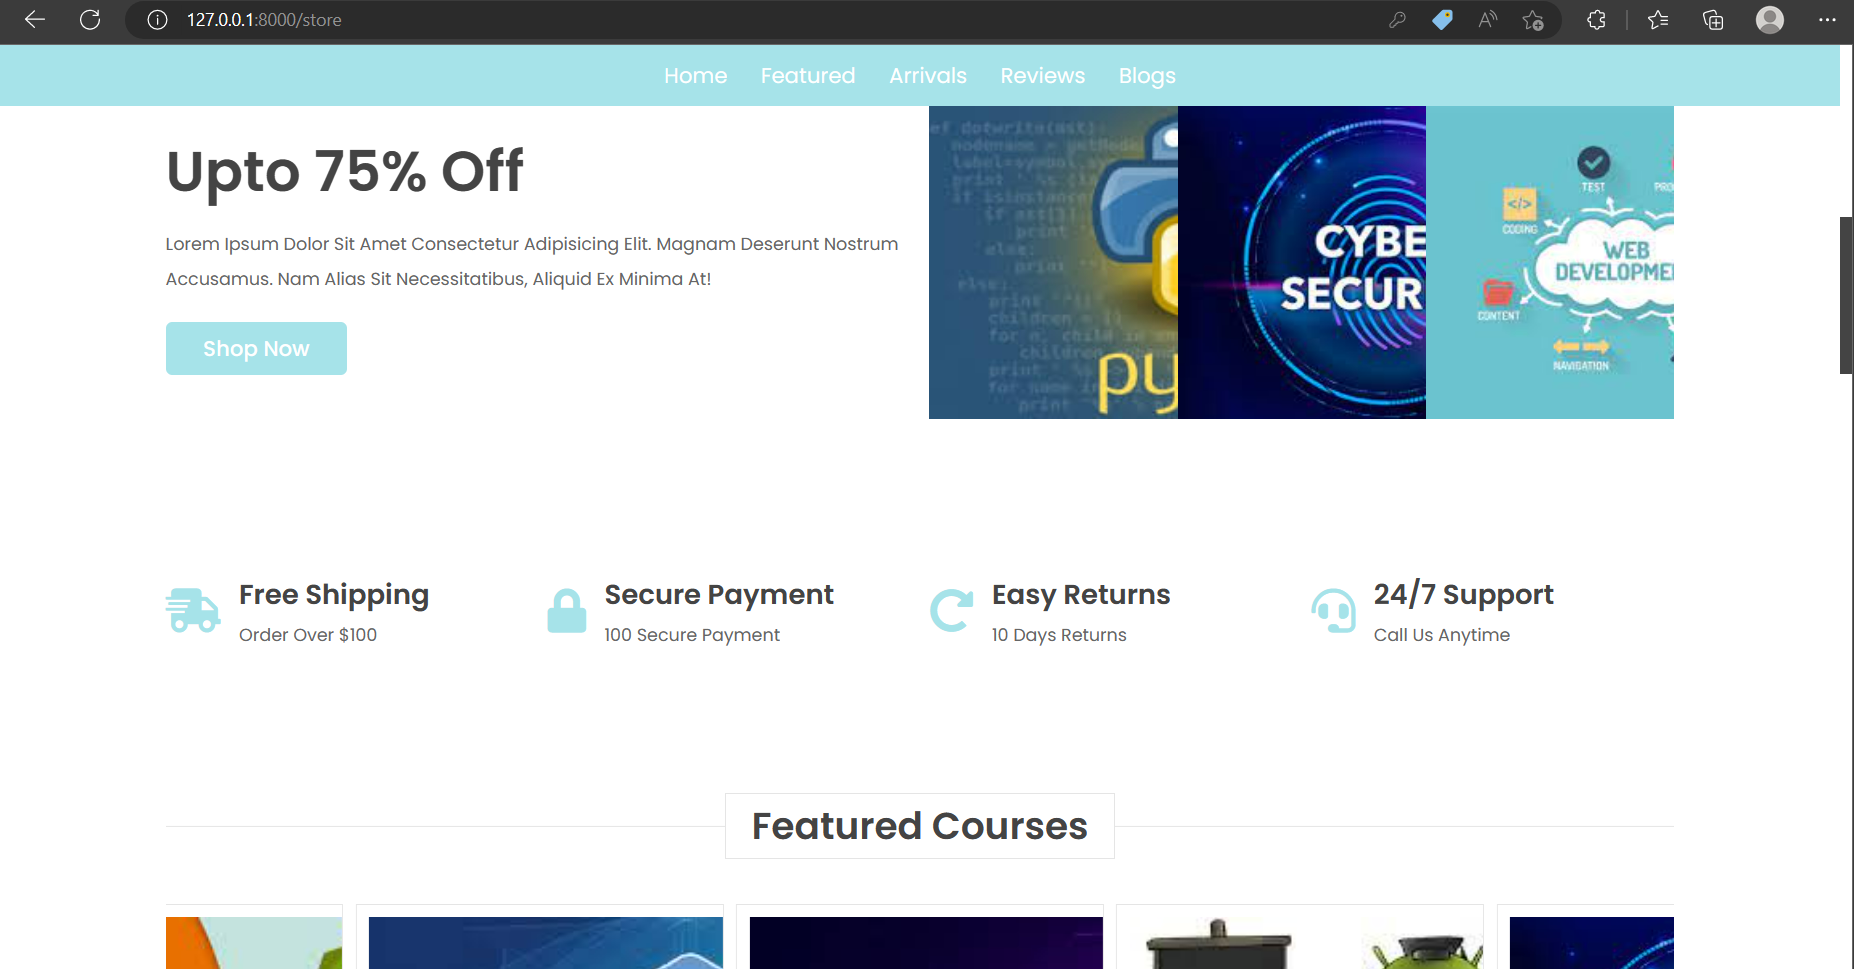 127.0.0.1:8000/store
Home Featured Arrivals Reviews Blogs
Upto 75% Off
Lorem Ipsum Dolor Sit Amet Consectetur Adipisicing Elit. Magnam Deserunt Nostrum
Accusamus. Nam Alias Sit Necessitatibus, Aliquid Ex Minima At!
Shop Now
py
CYBE
SECUR
TEST
PRO
</>
CODING
WEB
DEVELOPME
CONTENT
NAVIGATION
Free Shipping
Order Over $100
Secure Payment
100 Secure Payment
Easy Returns
10 Days Returns
24/7 Support
Call Us Anytime
Featured Courses